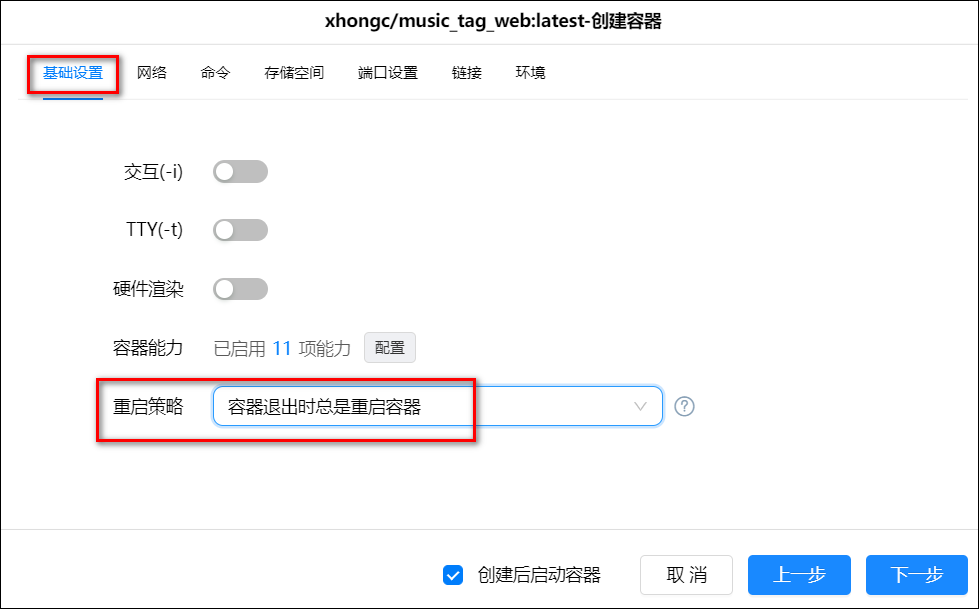 xhongc/music_tag_web:latest-创建容器
基础设置 网络 命令 存储空间 端口设置 链接 环境
交互(-i)
TTY(-t)
硬件渲染
容器能力 已启用 11 项能力 配置
重启策略 容器退出时总是重启容器 ?
创建后启动容器 取消 上一步 下一步